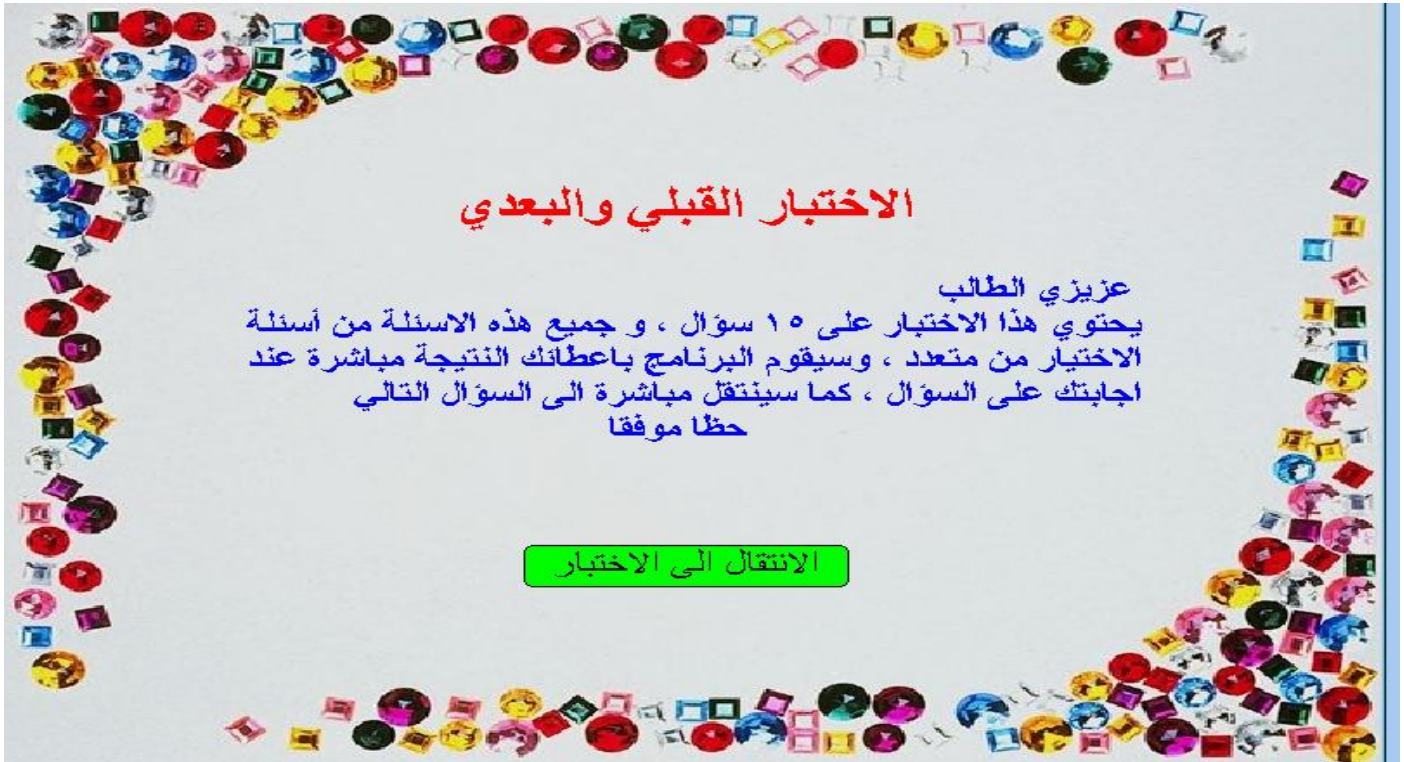 الاختبار القبلي والبعدي
عزيزي الطالب
يحتوي هذا الاختبار على ١٥ سؤال ، و جميع هذه الاسئلة من أسئلة
الاختيار من متعدد ، وسيقوم البرنامج باعطائك النتيجة مباشرة عند
اجابتك على السؤال ، كما سينتقل مباشرة الى السؤال التالي
حظا موفقا
الانتقال الى الاختبار